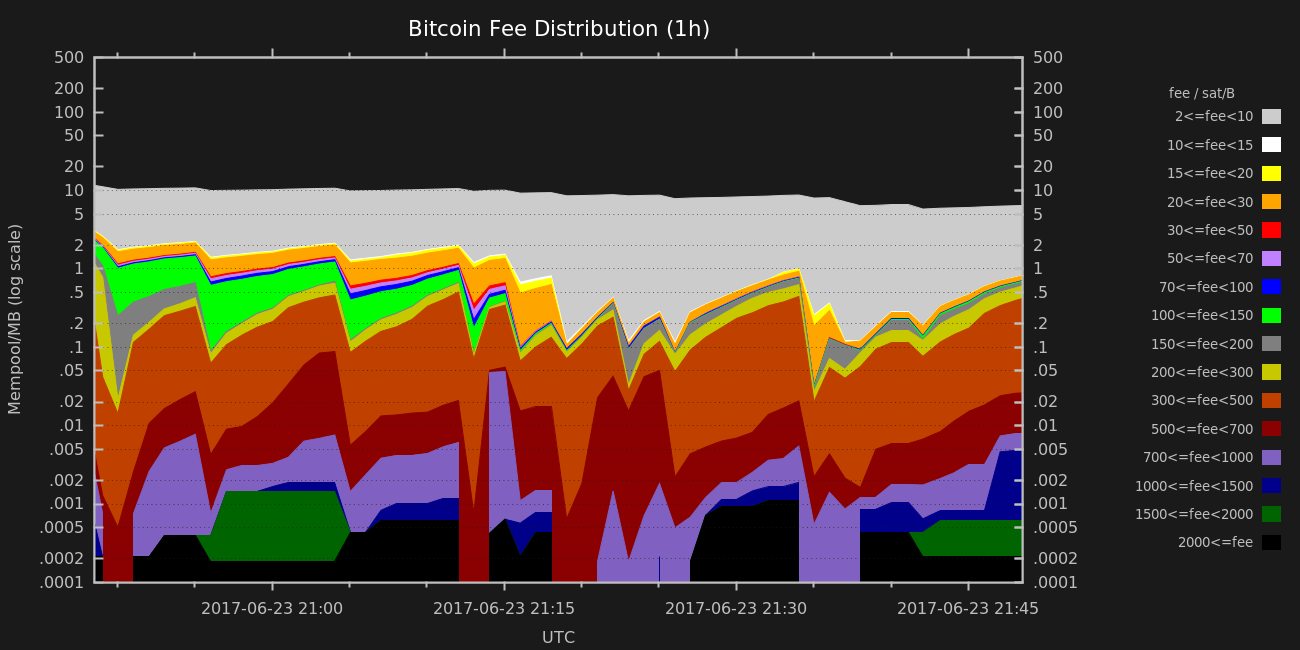 Bitcoin Fee Distribution (1h)
500 500
200 200
100 100
50 50
20 20
10 10
5 5
2 2
1 1
.5 .5
.2 .2
.1 .1
.05 .05
.02 .02
.01 .01
.005 .005
.002 .002
.001 .001
.0005 .0005
.0002 .0002
.0001 .0001
Mempool/MB (log scale)
2017-06-23 21:00 2017-06-23 21:15 2017-06-23 21:30 2017-06-23 21:45
UTC
fee / sat/B
2<=fee<10
10<=fee<15
15<=fee<20
20<=fee<30
30<=fee<50
50<=fee<70
70<=fee<100
100<=fee<150
150<=fee<200
200<=fee<300
300<=fee<500
500<=fee<700
700<=fee<1000
1000<=fee<1500
1500<=fee<2000
2000<=fee